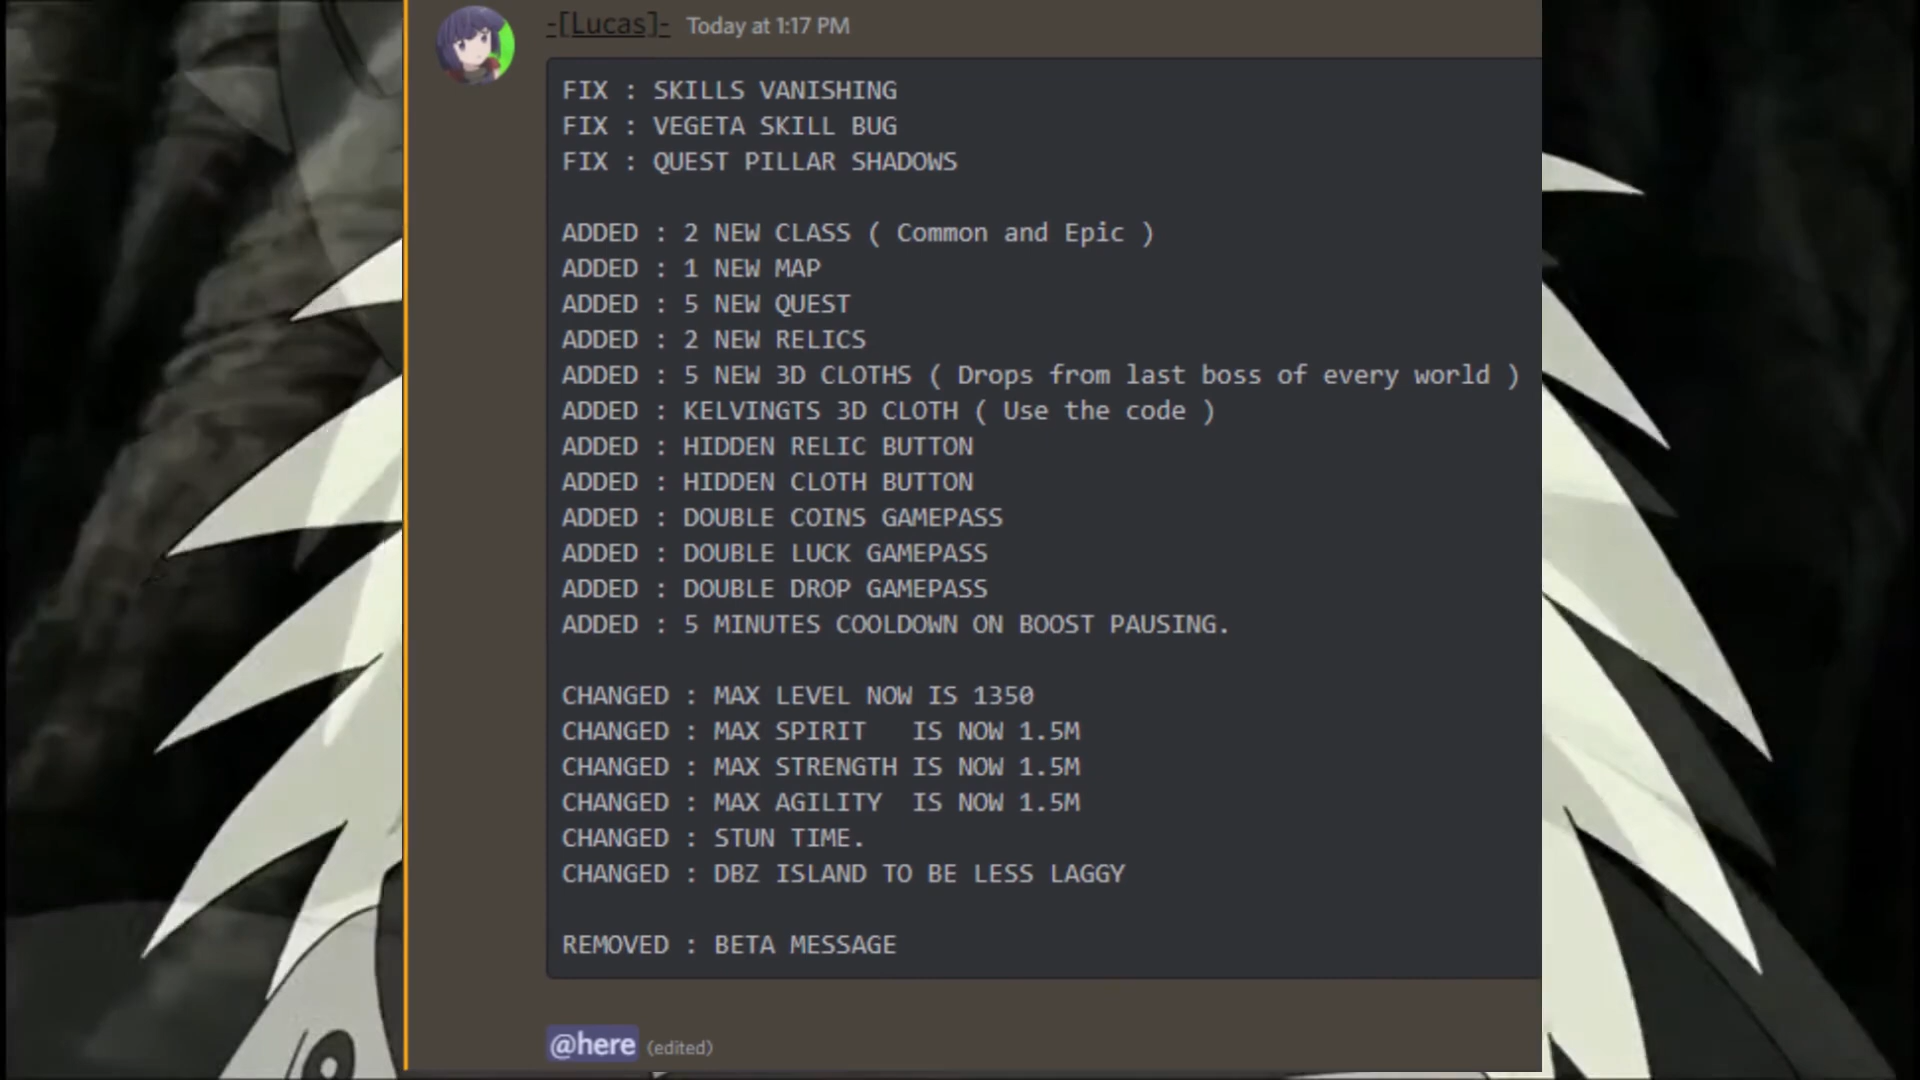 -[Lucas]- Today at 1:17 PM
FIX : SKILLS VANISHING
FIX : VEGETA SKILL BUG
FIX : QUEST PILLAR SHADOWS
ADDED : 2 NEW CLASS ( Common and Epic )
ADDED : 1 NEW MAP
ADDED : 5 NEW QUEST
ADDED : 2 NEW RELICS
ADDED : 5 NEW 3D CLOTHS ( Drops from last boss of every world )
ADDED : KELVINGTS 3D CLOTH ( Use the code )
ADDED : HIDDEN RELIC BUTTON
ADDED : HIDDEN CLOTH BUTTON
ADDED : DOUBLE COINS GAMEPASS
ADDED : DOUBLE LUCK GAMEPASS
ADDED : DOUBLE DROP GAMEPASS
ADDED : 5 MINUTES COOLDOWN ON BOOST PAUSING.
CHANGED : MAX LEVEL NOW IS 1350
CHANGED : MAX SPIRIT   IS NOW 1.5M
CHANGED : MAX STRENGTH IS NOW 1.5M
CHANGED : MAX AGILITY  IS NOW 1.5M
CHANGED : STUN TIME.
CHANGED : DBZ ISLAND TO BE LESS LAGGY
REMOVED : BETA MESSAGE
@here (edited)